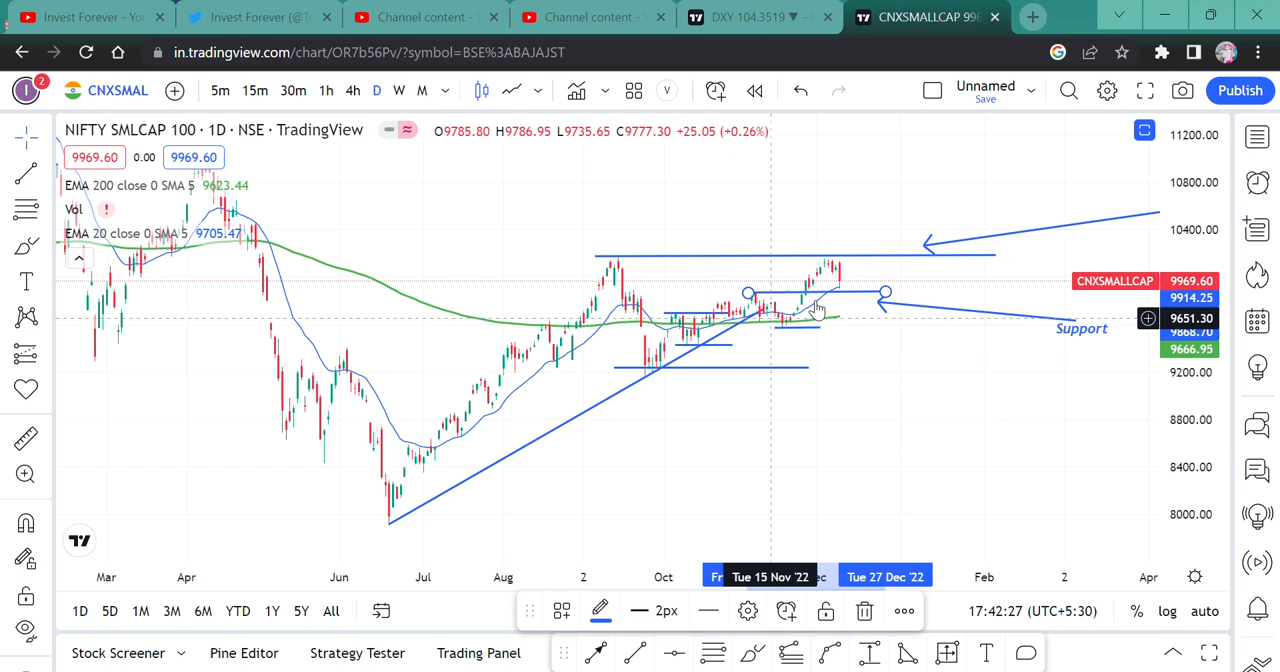 Invest Forever - Yo
Invest Forever (@T
Channel content -
Channel content -
DXY 104.3519 ▼ −
CNXSMALLCAP 996
in.tradingview.com/chart/OR7b56Pv/?symbol=BSE%3ABAJAJST
I 2 CNXSMAL 5m 15m 30m 1h 4h D W M V Unnamed Save Publish
NIFTY SMLCAP 100 · 1D · NSE · TradingView O9785.80 H9786.95 L9735.65 C9777.30 +25.05 (+0.26%)
9969.60 0.00 9969.60
EMA 200 close 0 SMA 5 9623.44
Vol !
EMA 20 close 0 SMA 5 9705.47
11200.00
10800.00
10400.00
CNXSMALLCAP 9969.60
9914.25
9651.30
9868.70
Support
9666.95
9200.00
8800.00
8400.00
8000.00
Mar Apr Jun Jul Aug 2 Oct Fr Tue 15 Nov '22 ec Tue 27 Dec '22 Feb 2 Apr
1D 5D 1M 3M 6M YTD 1Y 5Y All 2px 17:42:27 (UTC+5:30) % log auto
Stock Screener Pine Editor Strategy Tester Trading Panel